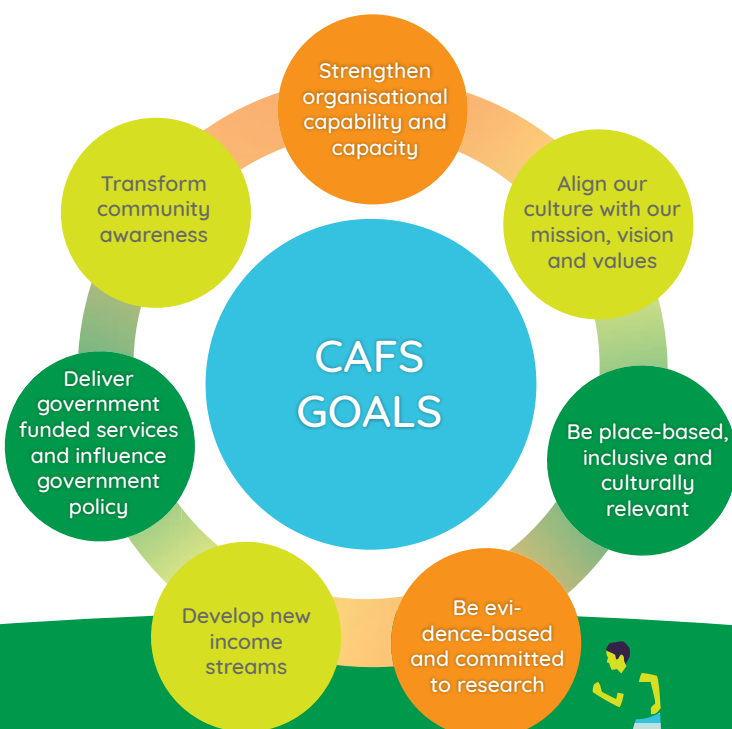 Strengthen
organisational
capability and
capacity
Align our
culture with our
mission, vision
and values
Be place-based,
inclusive and
culturally
relevant
Be evi-
dence-based
and committed
to research
Develop new
income
streams
Deliver
government
funded services
and influence
government
policy
Transform
community
awareness
CAFS
GOALS